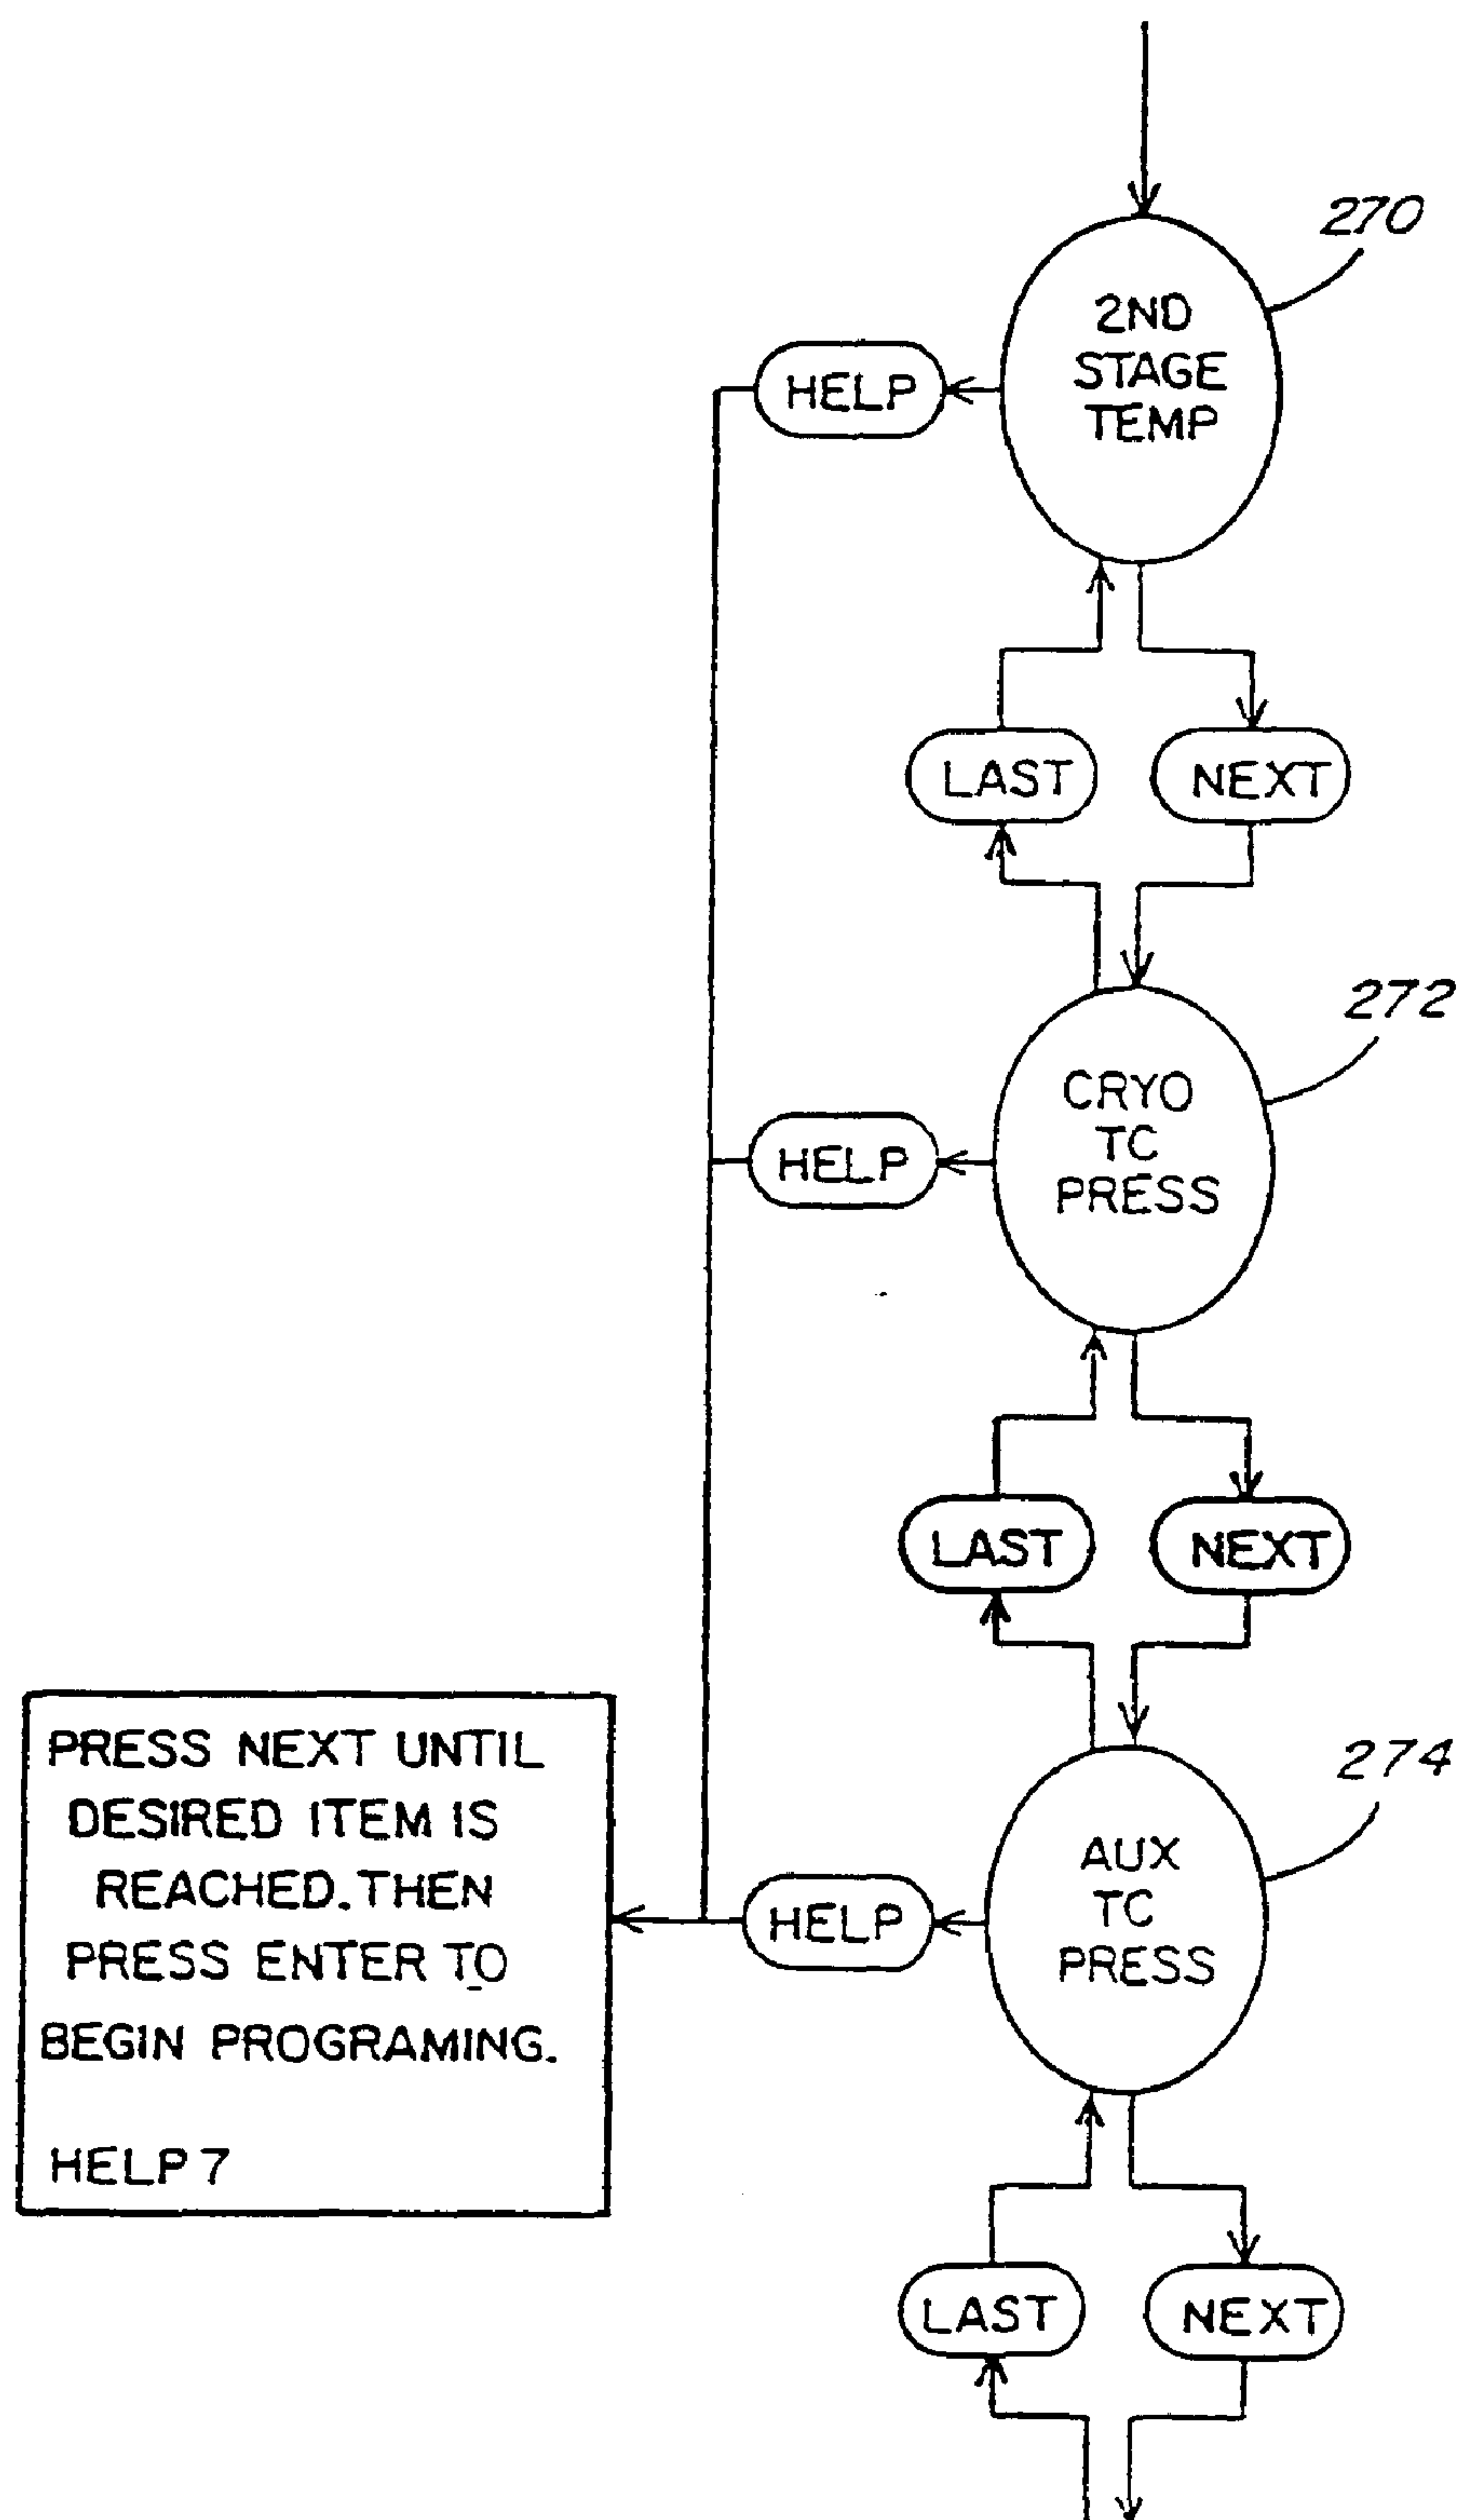 270
2ND
STAGE
TEMP
HELP
LAST
NEXT
272
CRYO
TC
PRESS
HELP
LAST
NEXT
274
AUX
TC
PRESS
HELP
PRESS NEXT UNTIL
DESIRED ITEM IS
REACHED. THEN
PRESS ENTER TO
BEGIN PROGRAMING.
HELP 7
LAST
NEXT